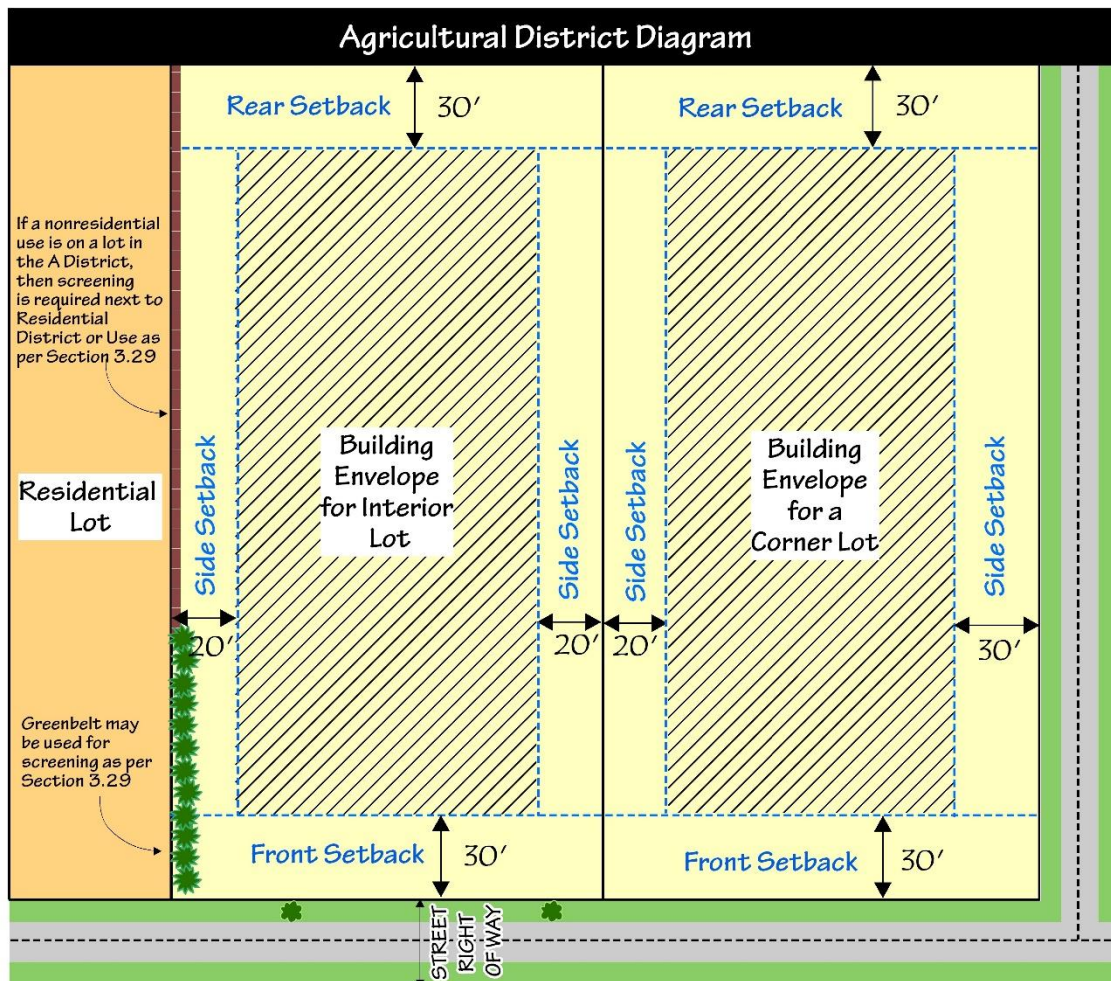 Agricultural District Diagram
Rear Setback
30'
Rear Setback
30'
If a nonresidential
use is on a lot in
the A District,
then screening
is required next to
Residential
District or Use as
per Section 3.29
Residential
Lot
Side Setback
Building
Envelope
for Interior
Lot
Side Setback
Side Setback
Building
Envelope
for a
Corner Lot
Side Setback
20'
20'
20'
30'
Greenbelt may
be used for
screening as per
Section 3.29
Front Setback
30'
Front Setback
30'
STREET
RIGHT
OF WAY